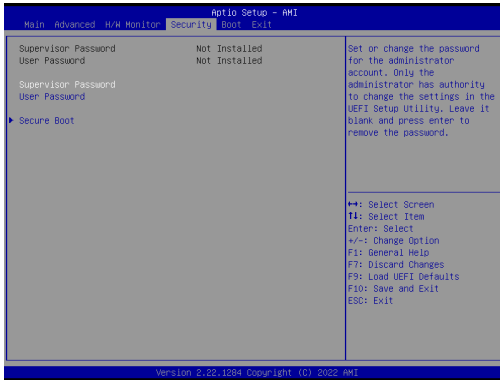 Aptio Setup - AMI
Main Advanced H/W Monitor Security Boot Exit
Supervisor Password Not Installed
User Password Not Installed
Supervisor Password
User Password
Secure Boot
Set or change the password
for the administrator
account. Only the
administrator has authority
to change the settings in the
UEFI Setup Utility. Leave it
blank and press enter to
remove the password.
↔: Select Screen
↑↓: Select Item
Enter: Select
+/-: Change Option
F1: General Help
F7: Discard Changes
F9: Load UEFI Defaults
F10: Save and Exit
ESC: Exit
Version 2.22.1284 Copyright (C) 2022 AMI